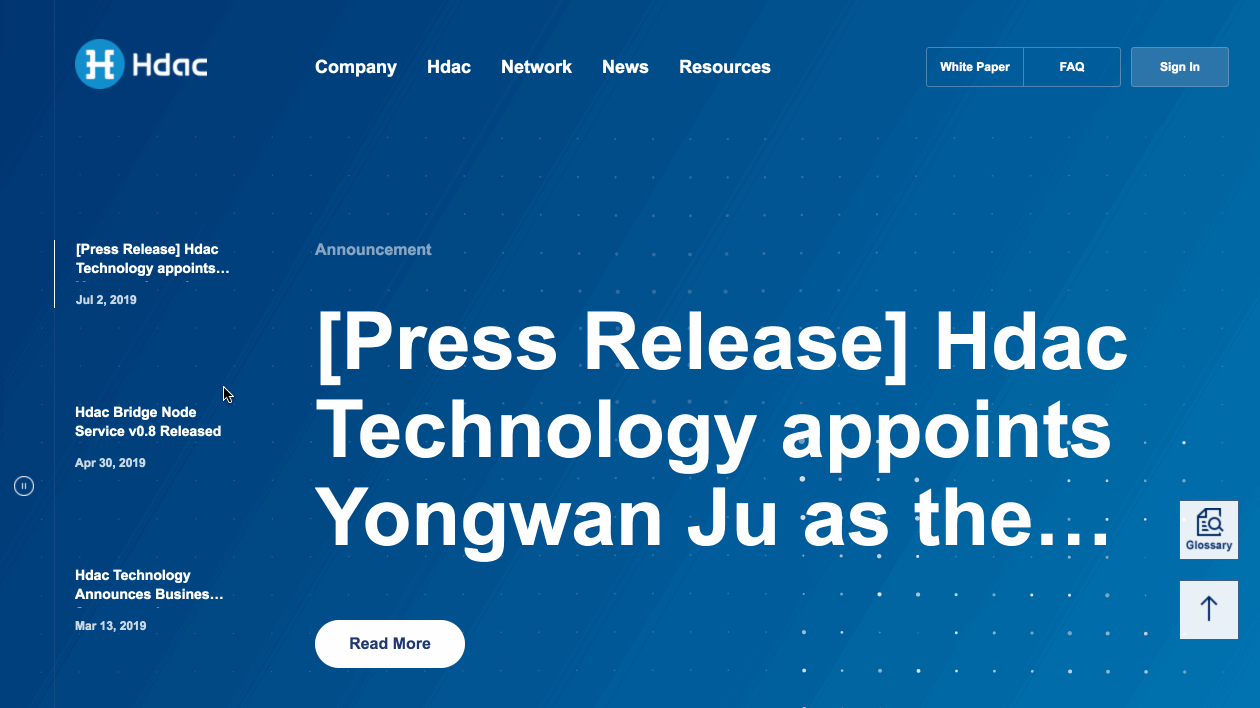 Hdac
Company
Hdac
Network
News
Resources
White Paper
FAQ
Sign In
[Press Release] Hdac
Technology appoints…
Jul 2, 2019
Hdac Bridge Node
Service v0.8 Released
Apr 30, 2019
Hdac Technology
Announces Busines…
Mar 13, 2019
Announcement
[Press Release] Hdac
Technology appoints
Yongwan Ju as the…
Read More
Glossary